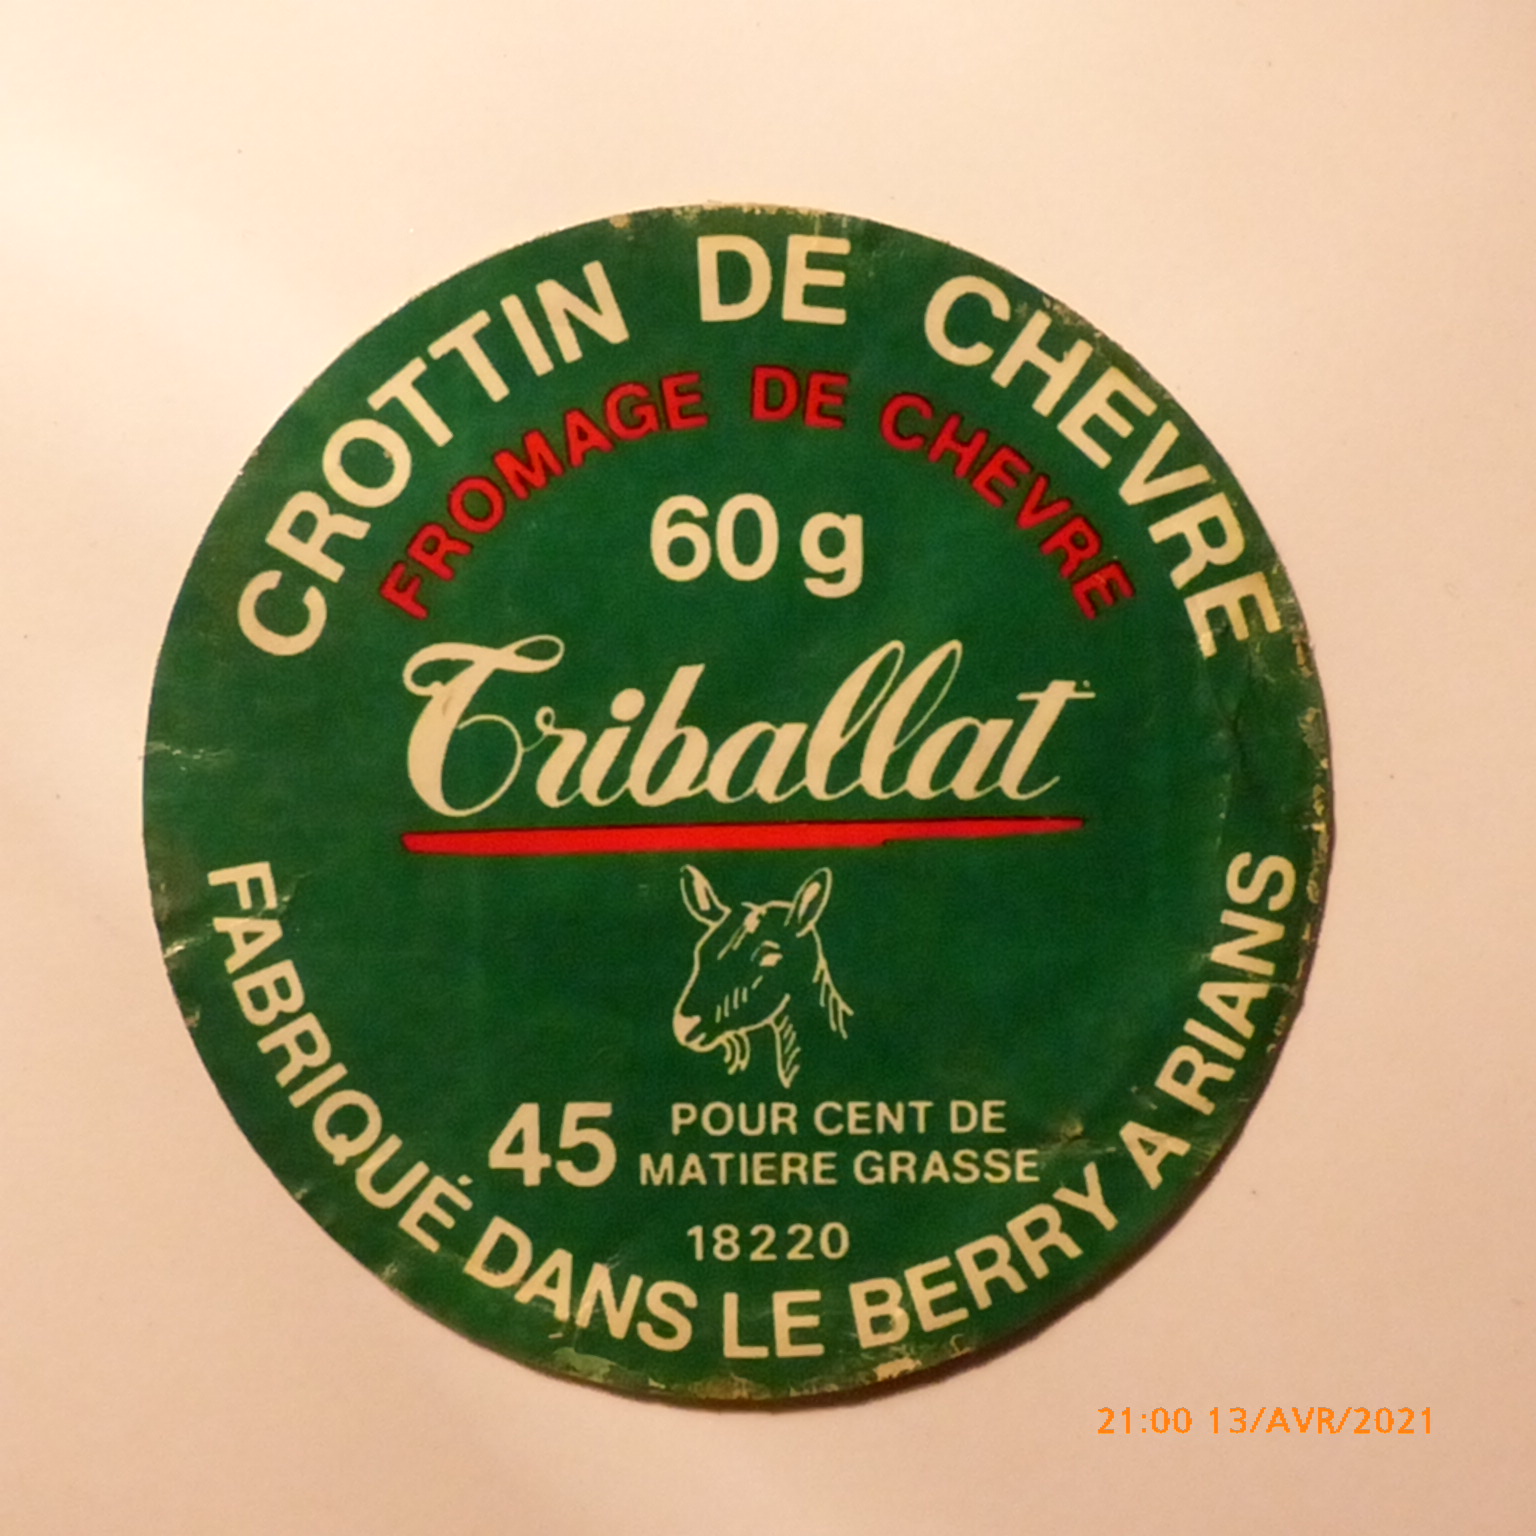 CROTTIN DE CHEVRE
FROMAGE DE CHEVRE
60 g
Triballat
45 POUR CENT DE
MATIERE GRASSE
18220
FABRIQUÉ DANS LE BERRY A RIANS
21:00 13/AVR/2021